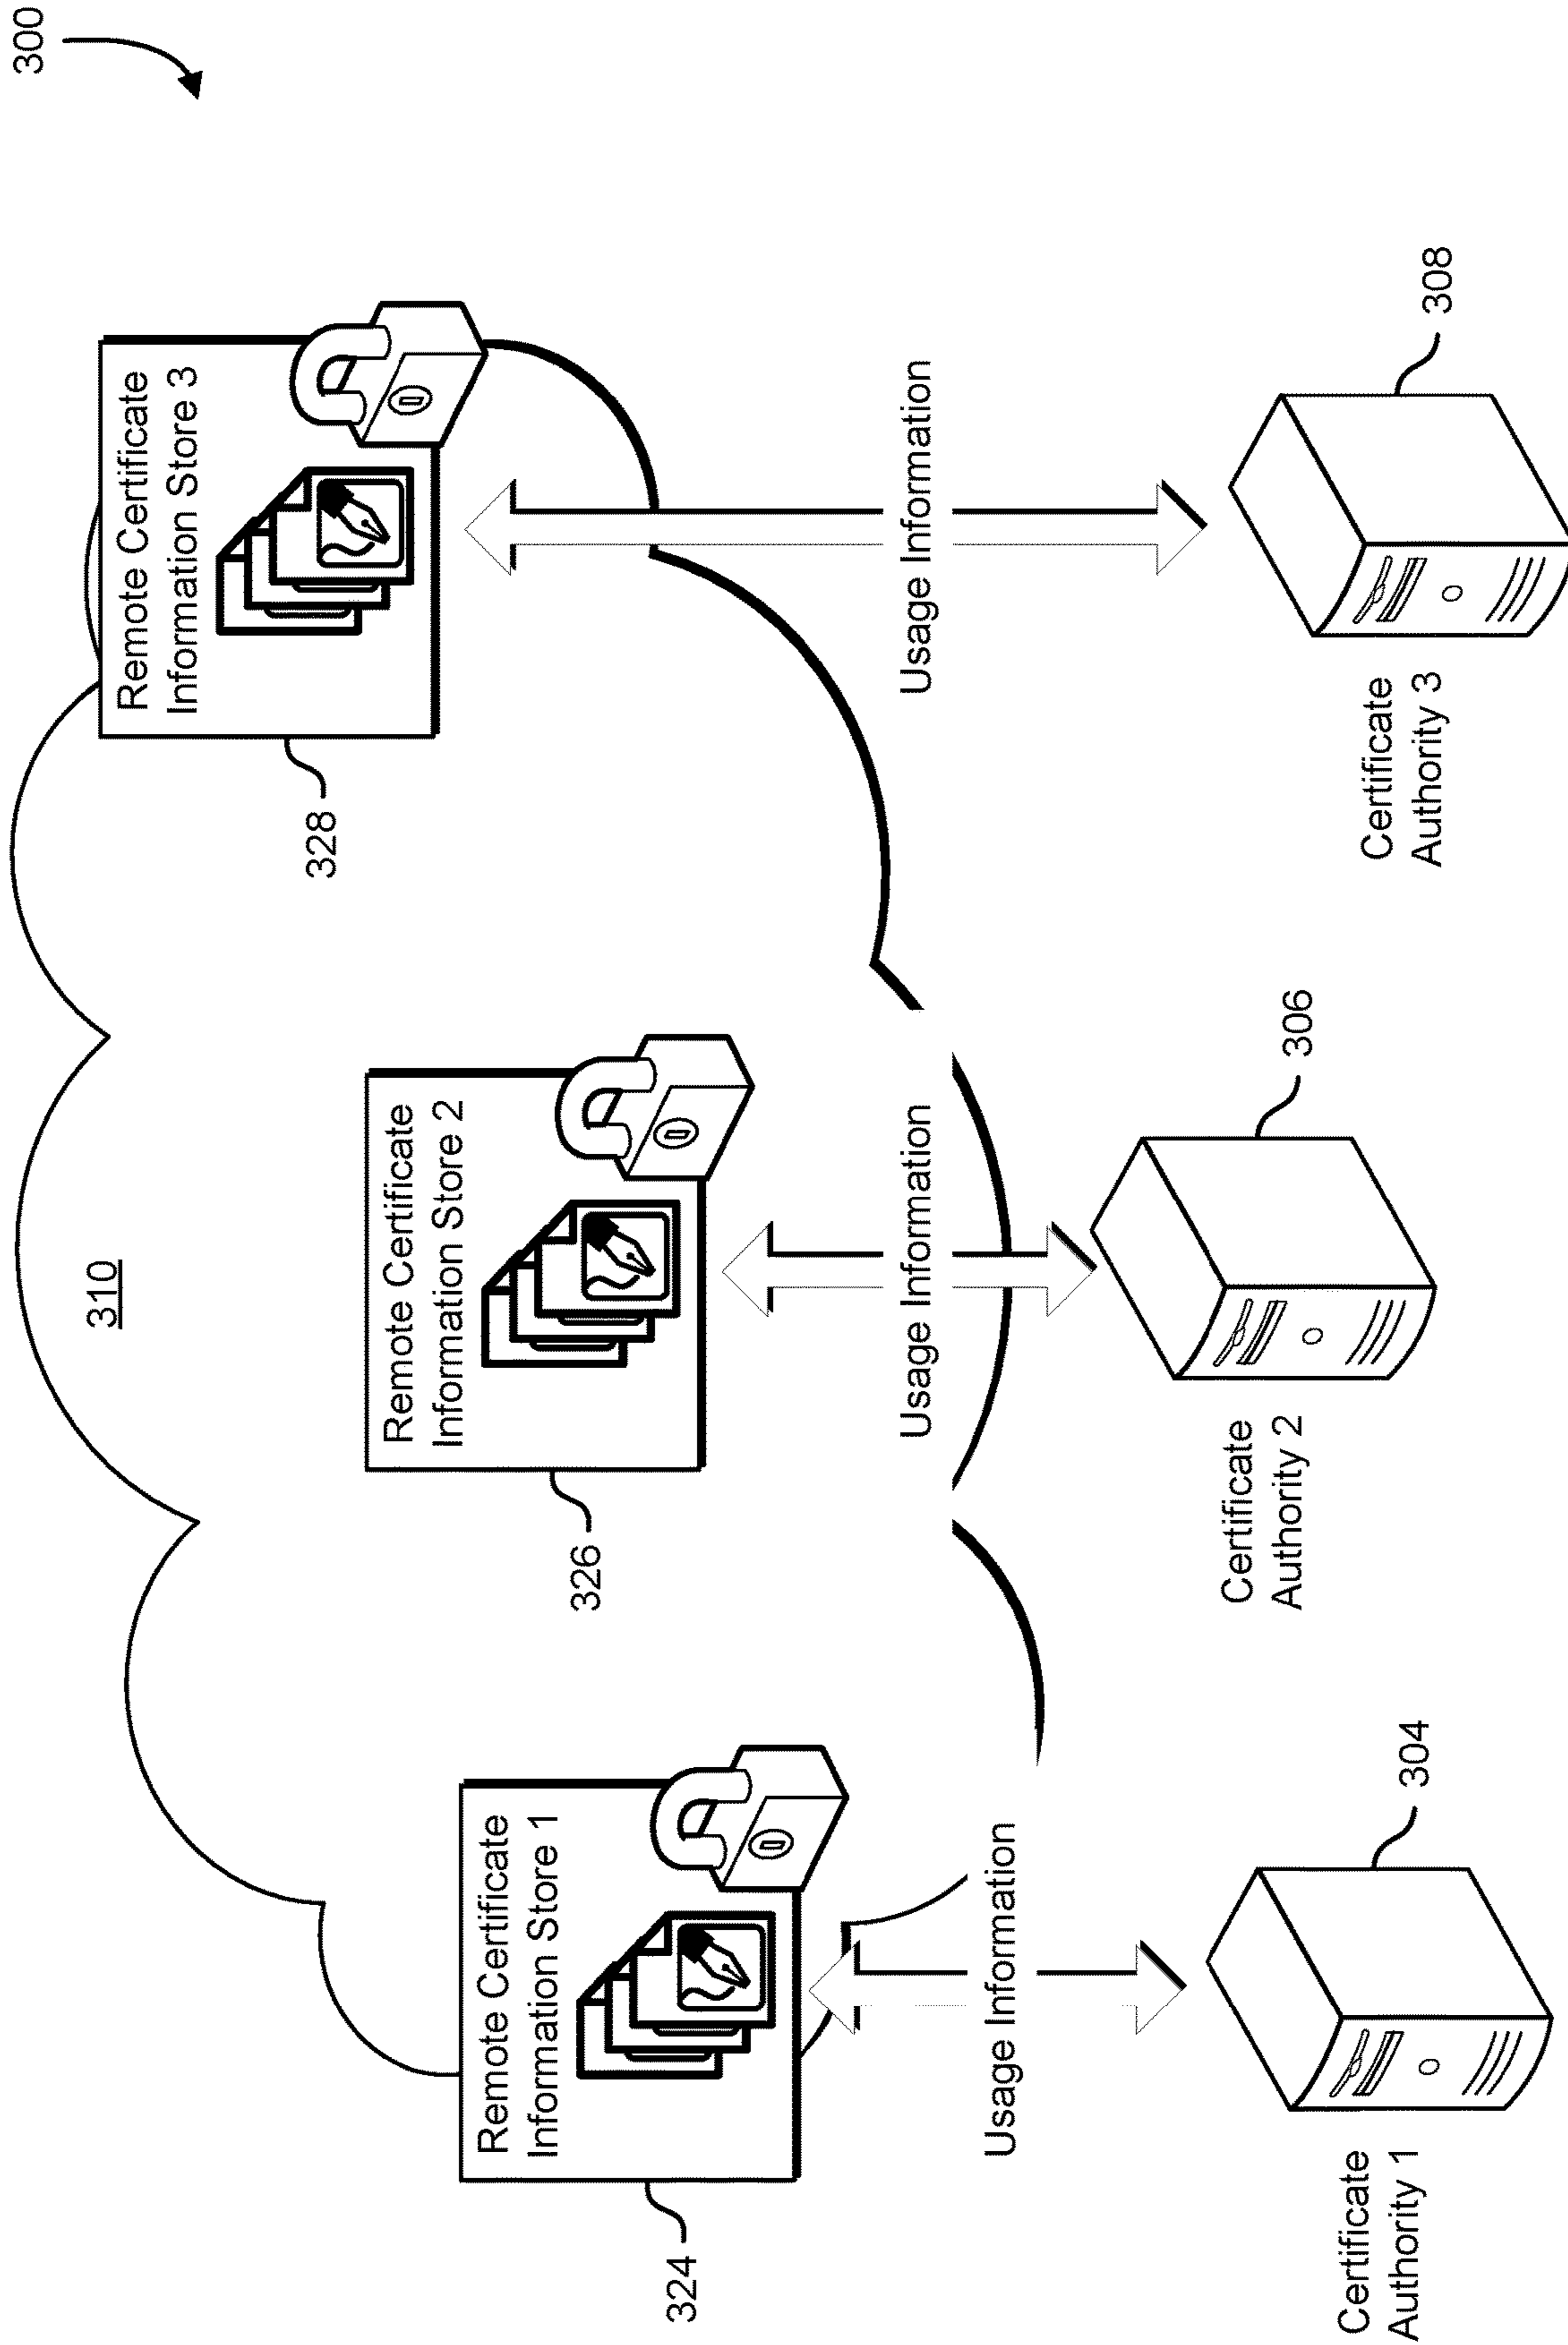 300
310
Remote Certificate
Information Store 1
324
Remote Certificate
Information Store 2
326
Remote Certificate
Information Store 3
328
Usage Information
Usage Information
Usage Information
Certificate
Authority 1
304
Certificate
Authority 2
306
Certificate
Authority 3
308